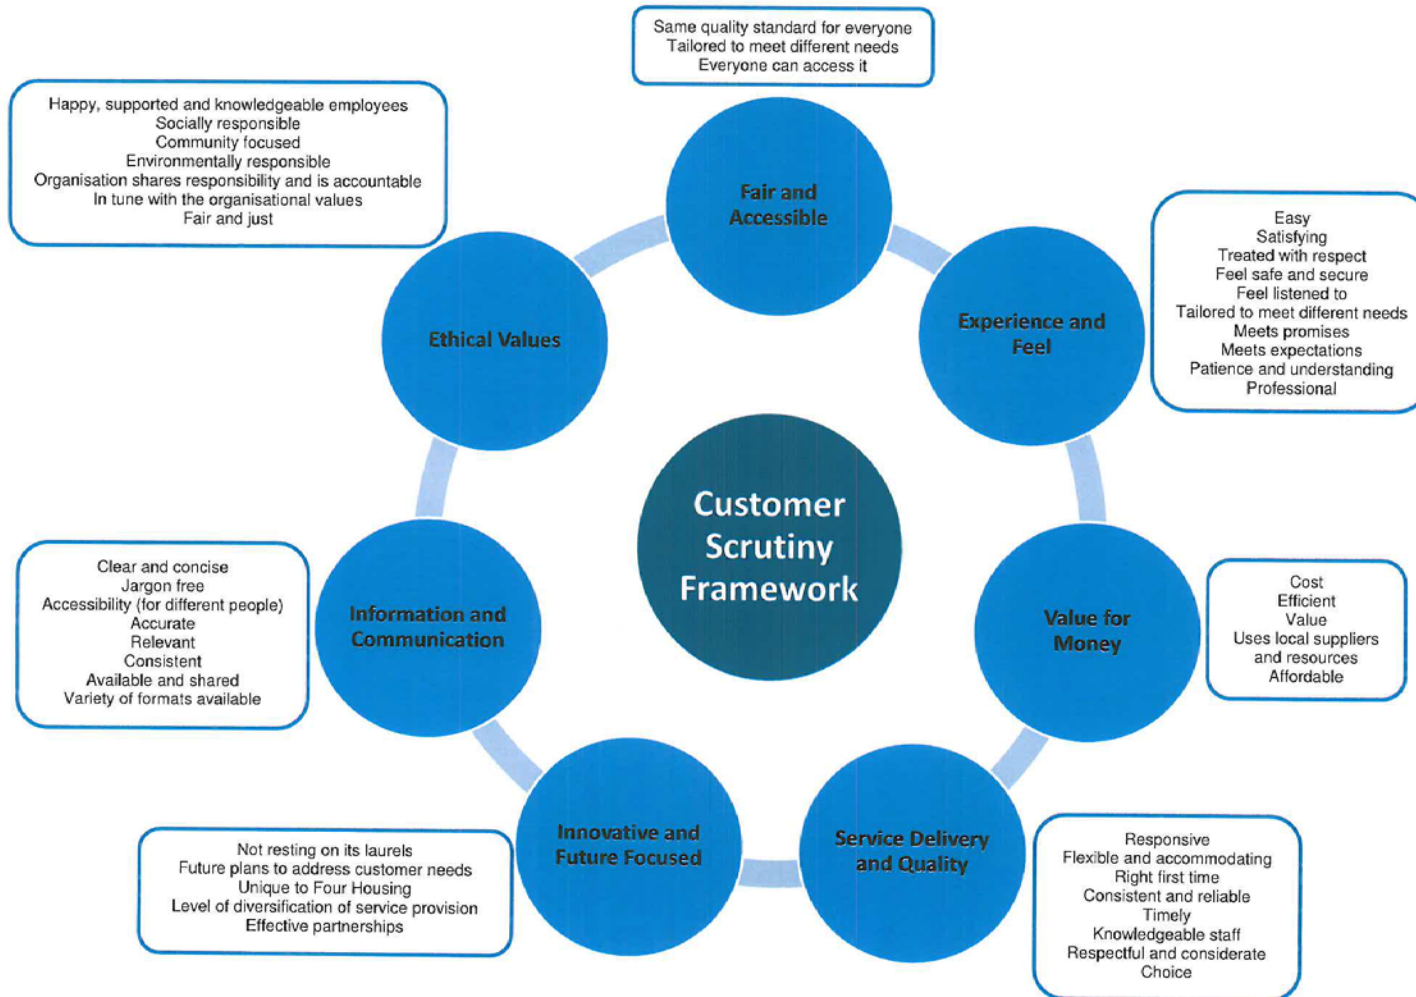 Same quality standard for everyone
Tailored to meet different needs
Everyone can access it
Fair and
Accessible
Easy
Satisfying
Treated with respect
Feel safe and secure
Feel listened to
Tailored to meet different needs
Meets promises
Meets expectations
Patience and understanding
Professional
Experience and
Feel
Cost
Efficient
Value
Uses local suppliers
and resources
Affordable
Value for
Money
Responsive
Flexible and accommodating
Right first time
Consistent and reliable
Timely
Knowledgeable staff
Respectful and considerate
Choice
Service Delivery
and Quality
Not resting on its laurels
Future plans to address customer needs
Unique to Four Housing
Level of diversification of service provision
Effective partnerships
Innovative and
Future Focused
Clear and concise
Jargon free
Accessibility (for different people)
Accurate
Relevant
Consistent
Available and shared
Variety of formats available
Information and
Communication
Happy, supported and knowledgeable employees
Socially responsible
Community focused
Environmentally responsible
Organisation shares responsibility and is accountable
In tune with the organisational values
Fair and just
Ethical Values
Customer
Scrutiny
Framework